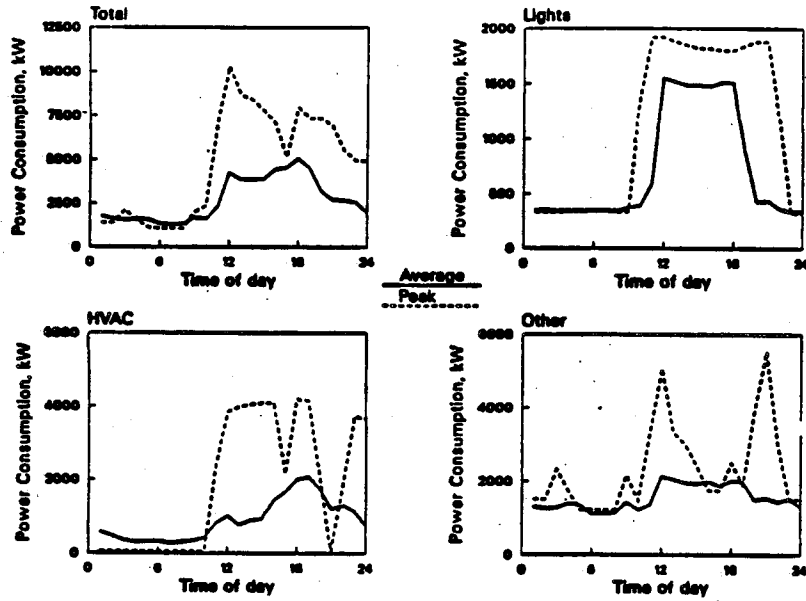 Total
Power Consumption, kW
12500
10000
7500
5000
2500
0
0 6 12 18 24
Time of day
Lights
Power Consumption, kW
2000
1500
1000
500
0
0 6 12 18 24
Time of day
Average
Peak
HVAC
Power Consumption, kW
6000
4000
2000
0
0 6 12 18 24
Time of day
Other
Power Consumption, kW
6000
4000
2000
0
0 6 12 18 24
Time of day